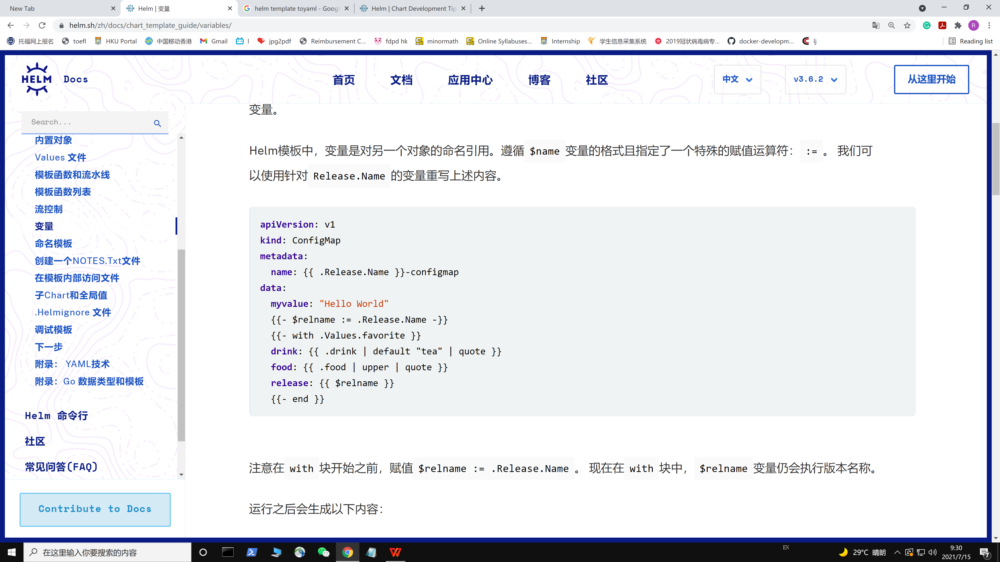 New Tab
Helm | 变量
helm template toyaml - Googl
Helm | Chart Development Tip
helm.sh/zh/docs/chart_template_guide/variables/
托福网上报名 toefl HKU Portal 中国移动香港 Gmail l jpg2pdf Reimbursement C... fdpd hk minormath Online Syllabuses... Internship 学生信息采集系统 2019冠状病毒病专... docker-developm... lj Reading list
HELM Docs 首页 文档 应用中心 博客 社区 中文 v3.6.2 从这里开始
Search...
内置对象
Values 文件
模板函数和流水线
模板函数列表
流控制
变量
命名模板
创建一个NOTES.Txt文件
在模板内部访问文件
子Chart和全局值
.Helmignore 文件
调试模板
下一步
附录： YAML技术
附录：Go 数据类型和模板
Helm 命令行
社区
常见问答(FAQ)
Contribute to Docs
变量。
Helm模板中，变量是对另一个对象的命名引用。遵循 $name 变量的格式且指定了一个特殊的赋值运算符： := 。 我们可
以使用针对 Release.Name 的变量重写上述内容。
apiVersion: v1
kind: ConfigMap
metadata:
  name: {{ .Release.Name }}-configmap
data:
  myvalue: "Hello World"
  {{- $relname := .Release.Name -}}
  {{- with .Values.favorite }}
  drink: {{ .drink | default "tea" | quote }}
  food: {{ .food | upper | quote }}
  release: {{ $relname }}
  {{- end }}
注意在 with 块开始之前，赋值 $relname := .Release.Name 。 现在在 with 块中， $relname 变量仍会执行版本名称。
运行之后会生成以下内容：
在这里输入你要搜索的内容
EN
29°C 晴朗
9:30
2021/7/15
7
R